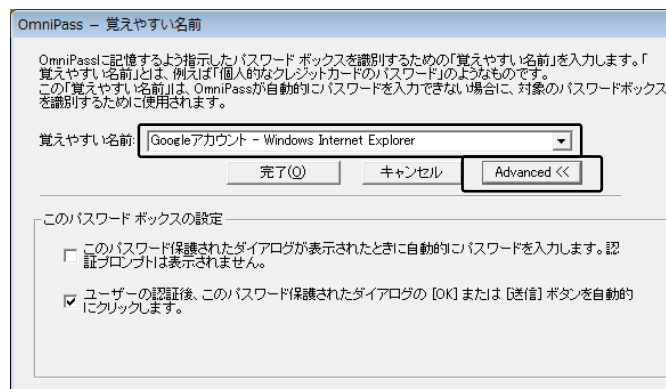 OmniPass – 覚えやすい名前
OmniPassに記憶するよう指示したパスワード ボックスを識別するための「覚えやすい名前」を入力します。「
覚えやすい名前」とは、例えば「個人的なクレジットカードのパスワード」のようなものです。
この「覚えやすい名前」は、OmniPassが自動的にパスワードを入力できない場合に、対象のパスワードボックス
を識別するために使用されます。
覚えやすい名前: Googleアカウント - Windows Internet Explorer
完了(O) キャンセル Advanced <<
このパスワード ボックスの設定
このパスワード保護されたダイアログが表示されたときに自動的にパスワードを入力します。認
証プロンプトは表示されません。
ユーザーの認証後、このパスワード保護されたダイアログの [OK] または [送信] ボタンを自動的
にクリックします。